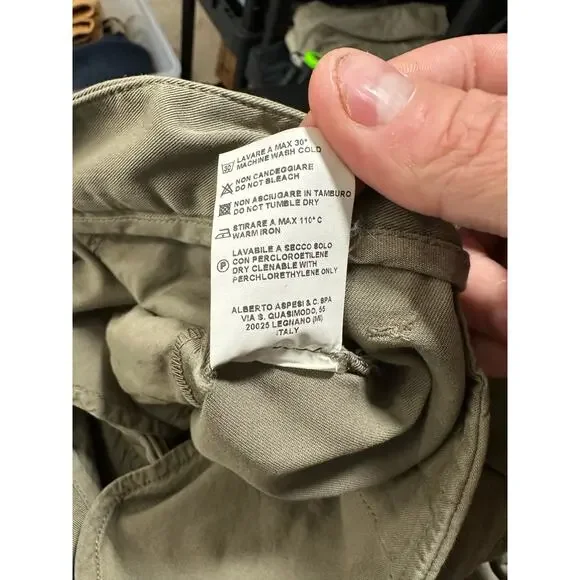 30 LAVARE A MAX 30°
MACHINE WASH COLD
NON CANDEGGIARE
DO NOT BLEACH
NON ASCIUGARE IN TAMBURO
DO NOT TUMBLE DRY
STIRARE A MAX 110° C
WARM IRON
LAVABILE A SECCO SOLO
P CON PERCLOROETILENE
DRY CLENABLE WITH
PERCHLORETHYLENE ONLY
ALBERTO ASPESI & C. SPA
VIA S. QUASIMODO, 55
20025 LEGNANO (MI)
ITALY